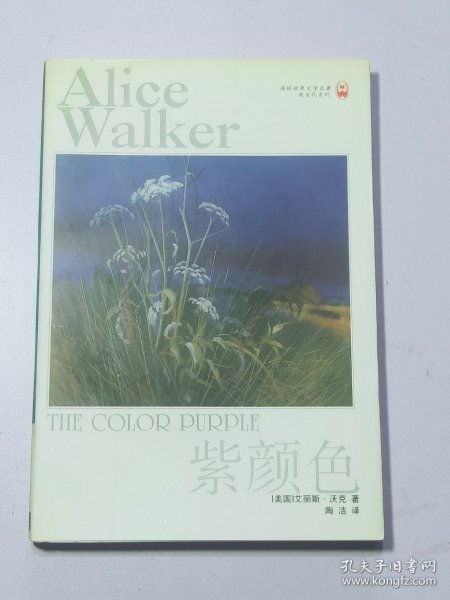 Alice
Walker
译林世界文学名著
现当代系列
THE COLOR PURPLE
紫颜色
[美国]艾丽斯·沃克 著
陶洁 译
孔夫子旧书网
www.kongfz.com